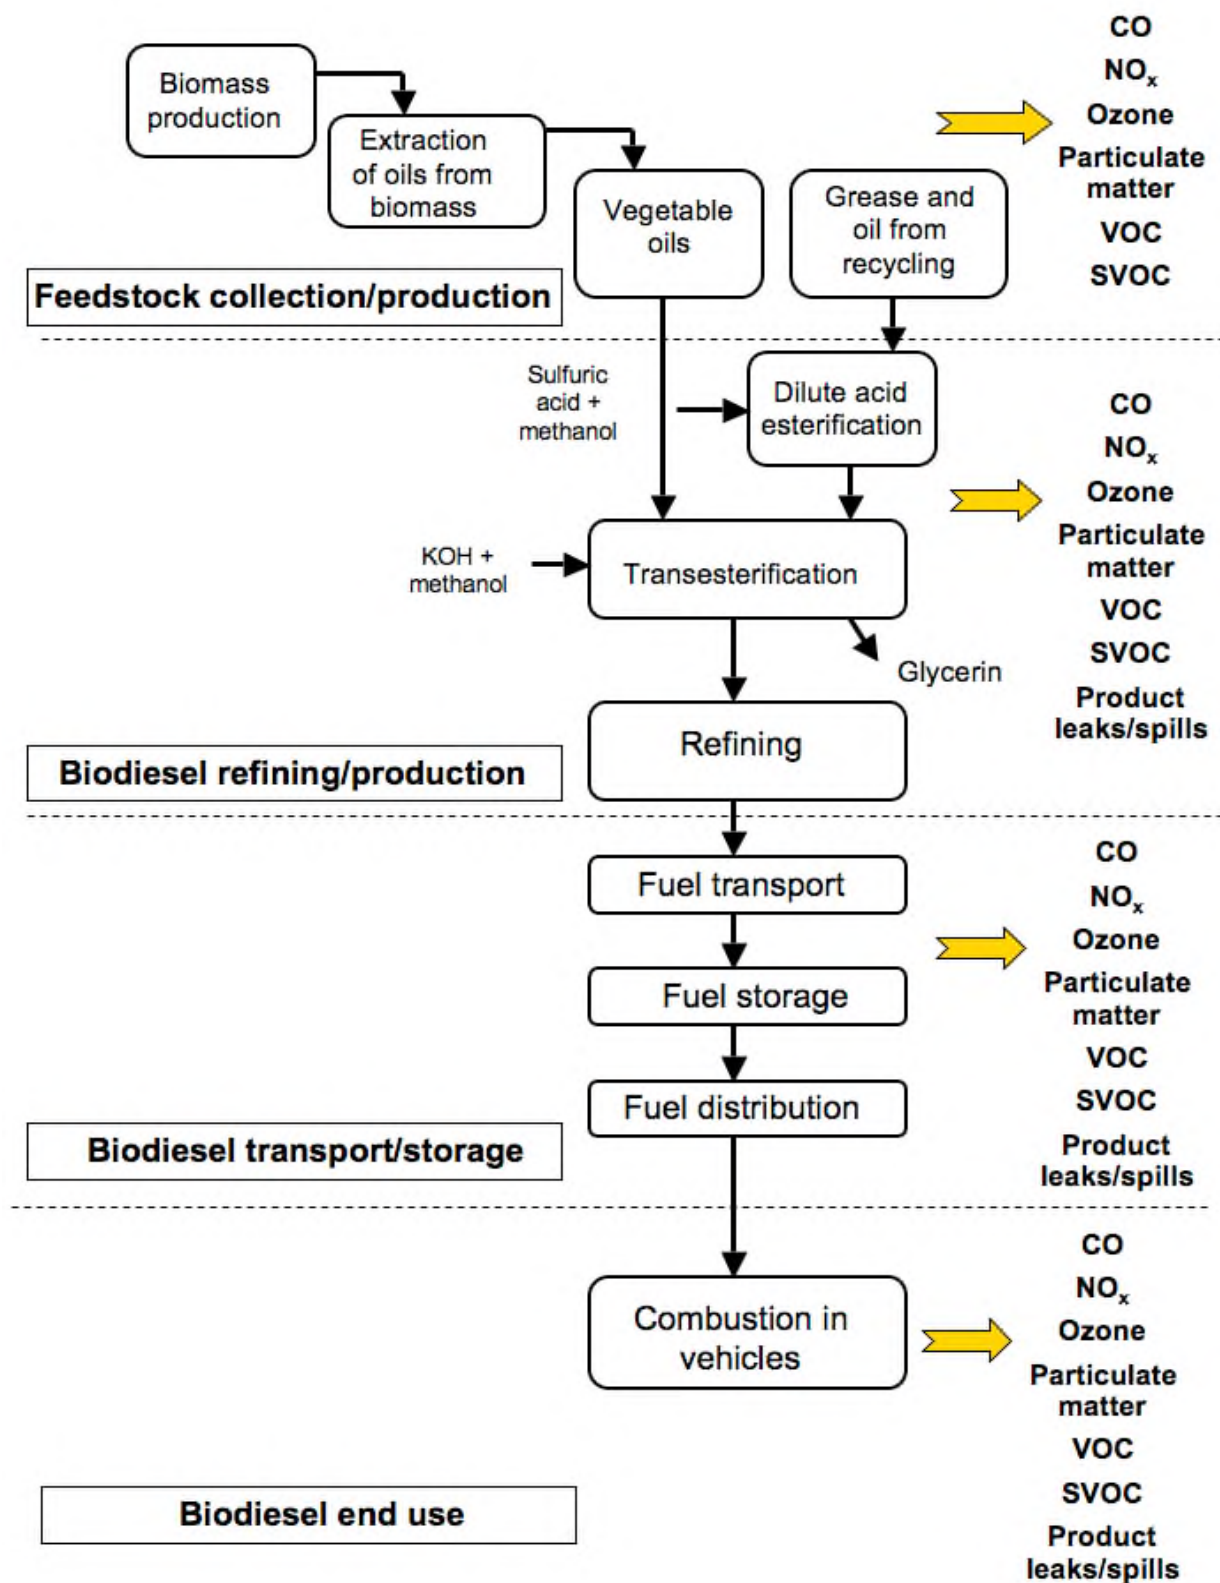 Biomass
production
Extraction
of oils from
biomass
Vegetable
oils
Grease and
oil from
recycling
Feedstock collection/production
CO
NOx
Ozone
Particulate
matter
VOC
SVOC
Sulfuric
acid +
methanol
Dilute acid
esterification
KOH +
methanol
Transesterification
Glycerin
Refining
Biodiesel refining/production
CO
NOx
Ozone
Particulate
matter
VOC
SVOC
Product
leaks/spills
Fuel transport
Fuel storage
Fuel distribution
Biodiesel transport/storage
CO
NOx
Ozone
Particulate
matter
VOC
SVOC
Product
leaks/spills
Combustion in
vehicles
Biodiesel end use
CO
NOx
Ozone
Particulate
matter
VOC
SVOC
Product
leaks/spills